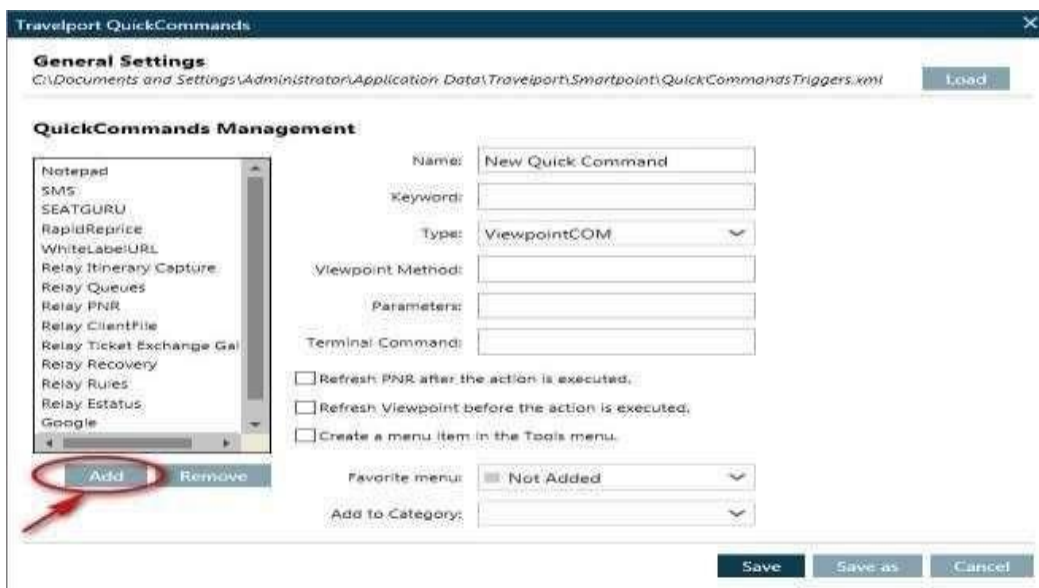 Travelport QuickCommands
General Settings
C:\Documents and Settings\Administrator\Application Data\Travelport\Smartpoint\QuickCommandsTriggers.xml
Load
QuickCommands Management
Notepad
SMS
SEATGURU
RapidReprice
WhiteLabelURL
Relay Itinerary Capture
Relay Queues
Relay PNR
Relay ClientFile
Relay Ticket Exchange Gal
Relay Recovery
Relay Rules
Relay Estatus
Google
Add
Remove
Name: New Quick Command
Keyword:
Type: ViewpointCOM
Viewpoint Method:
Parameters:
Terminal Command:
Refresh PNR after the action is executed.
Refresh Viewpoint before the action is executed.
Create a menu item in the Tools menu.
Favorite menu: Not Added
Add to Category:
Save
Save as
Cancel